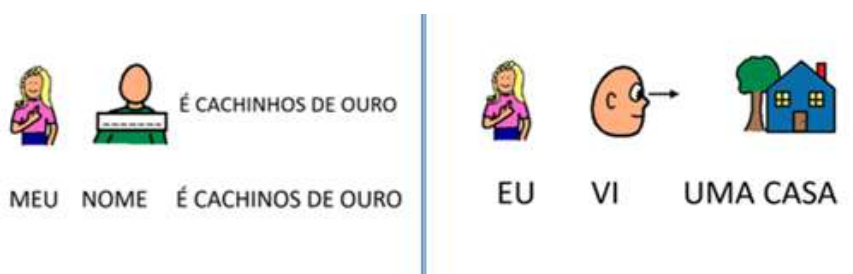 É CACHINHOS DE OURO
MEU NOME É CACHINOS DE OURO
EU VI UMA CASA